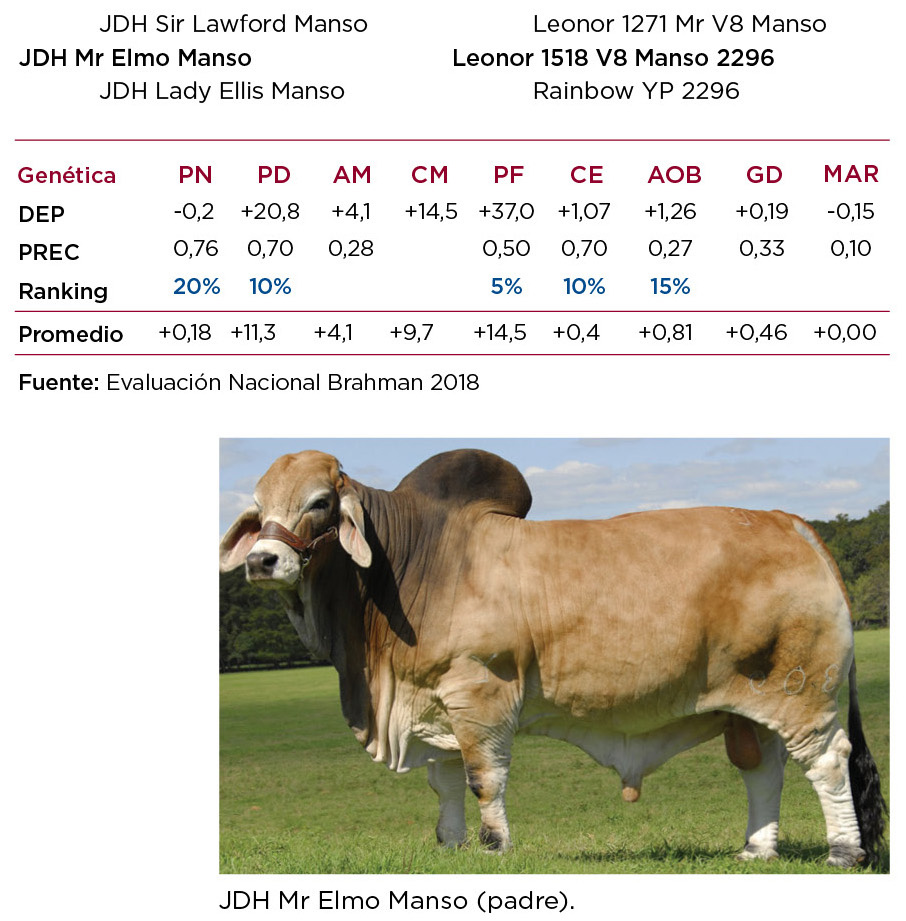 JDH Sir Lawford Manso Leonor 1271 Mr V8 Manso
JDH Mr Elmo Manso Leonor 1518 V8 Manso 2296
JDH Lady Ellis Manso Rainbow YP 2296
Genética PN PD AM CM PF CE AOB GD MAR
DEP -0,2 +20,8 +4,1 +14,5 +37,0 +1,07 +1,26 +0,19 -0,15
PREC 0,76 0,70 0,28 0,50 0,70 0,27 0,33 0,10
Ranking 20% 10% 5% 10% 15%
Promedio +0,18 +11,3 +4,1 +9,7 +14,5 +0,4 +0,81 +0,46 +0,00
Fuente: Evaluación Nacional Brahman 2018
JDH Mr Elmo Manso (padre).